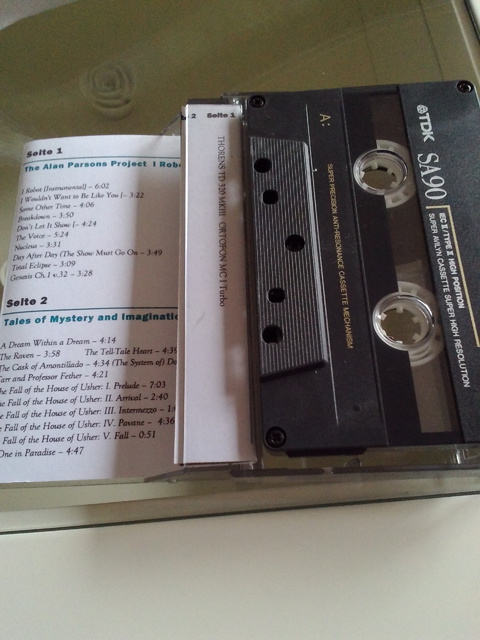 Seite 1
The Alan Parsons Project I Robo
I Robot [Instrumental] – 6:02
I Wouldn't Want to Be Like You [– 3:22
Some Other Time – 4:06
Breakdown – 3:50
Don't Let It Show [– 4:24
The Voice – 5:24
Nucleus – 3:31
Day After Day (The Show Must Go On – 3:49
Total Eclipse – 3:09
Genesis Ch.1 v.32 – 3:28
Seite 2
Tales of Mystery and Imaginatio
A Dream Within a Dream – 4:14
The Raven – 3:58 The Tell-Tale Heart – 4:39
The Cask of Amontillado – 4:34 (The System of) Do
Tarr and Professor Fether – 4:21
he Fall of the House of Usher: I. Prelude – 7:03
e Fall of the House of Usher: II. Arrival – 2:40
Fall of the House of Usher: III. Intermezzo – 1:
Fall of the House of Usher: IV. Pavane – 4:36
Fall of the House of Usher: V. Fall – 0:51
One in Paradise – 4:47
2 Seite 1
THORENS TD 320 MKIII ORTOFON MC 1 Turbo
A:
SUPER PRECISION ANTI-RESONANCE CASSETTE MECHANISM
TDK SA90
IEC II/TYPE II HIGH POSITION
SUPER AVILYN CASSETTE SUPER HIGH RESOLUTION